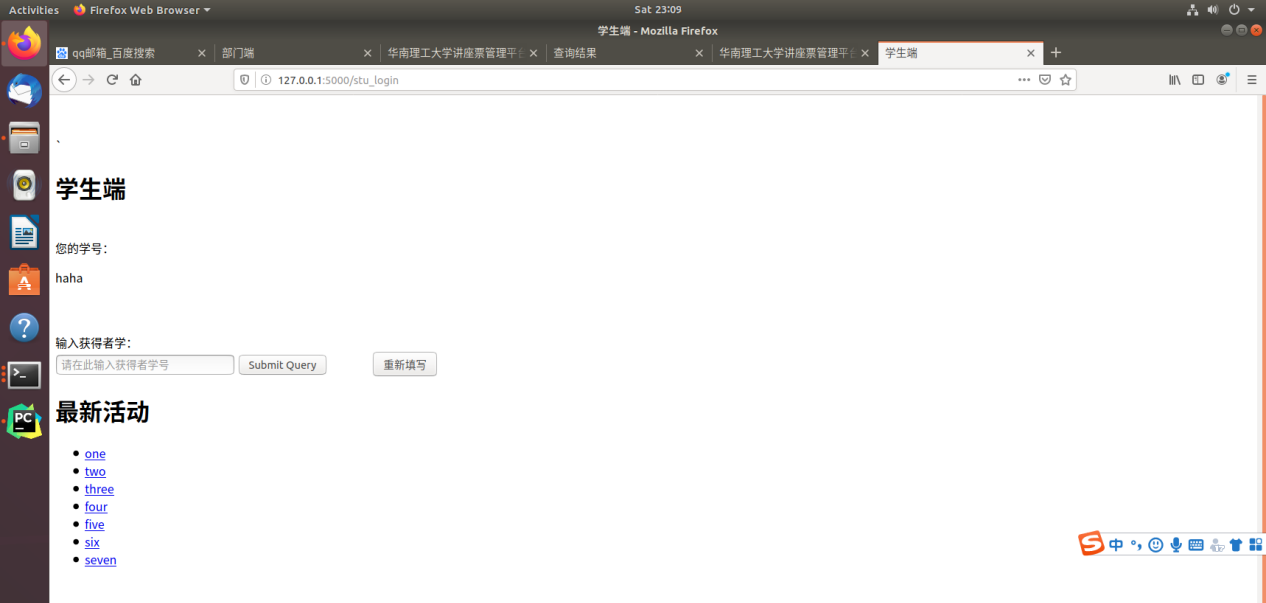 Activities Firefox Web Browser Sat 23:09
学生端 - Mozilla Firefox
qq邮箱_百度搜索 部门端 华南理工大学讲座票管理平台 查询结果 华南理工大学讲座票管理平台 学生端
127.0.0.1:5000/stu_login
、
学生端
您的学号：
haha
输入获得者学：
请在此输入获得者学号 Submit Query 重新填写
最新活动
one
two
three
four
five
six
seven
中